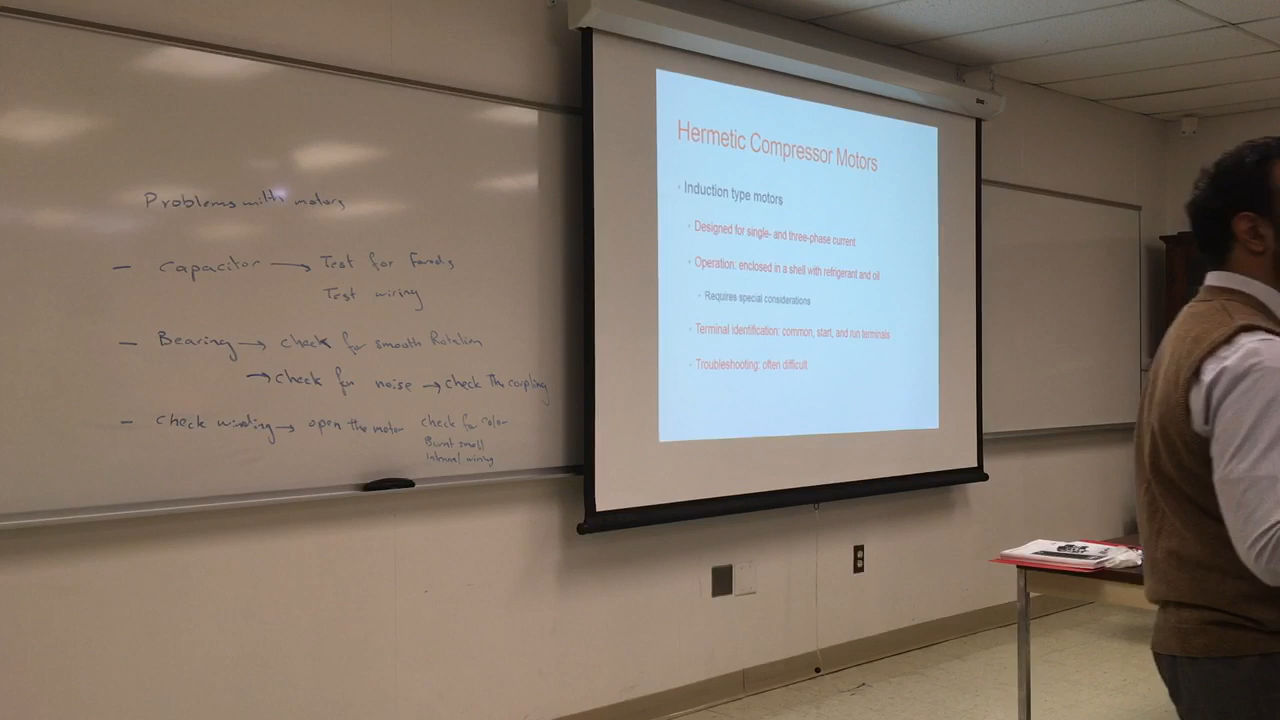 Problems with motors
– Capacitor → Test for Farads
Test wiring
– Bearing → check for smooth Rotation
→ check for noise → check The coupling
– check winding → open the motor check for color
Burnt smell
internal wiring
Hermetic Compressor Motors
• Induction type motors
• Designed for single- and three-phase current
• Operation: enclosed in a shell with refrigerant and oil
• Requires special considerations
• Terminal identification: common, start, and run terminals
• Troubleshooting: often difficult